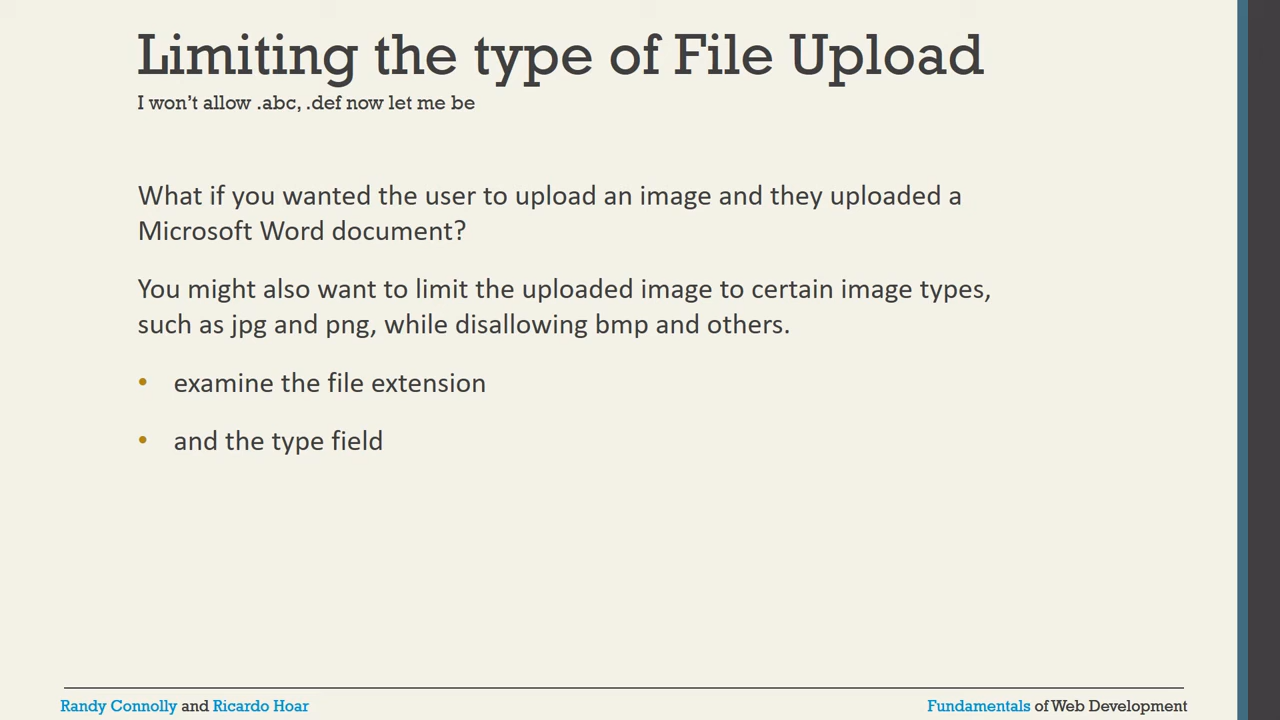 Limiting the type of File Upload
I won’t allow .abc, .def now let me be
What if you wanted the user to upload an image and they uploaded a
Microsoft Word document?
You might also want to limit the uploaded image to certain image types,
such as jpg and png, while disallowing bmp and others.
• examine the file extension
• and the type field
Randy Connolly and Ricardo Hoar
Fundamentals of Web Development